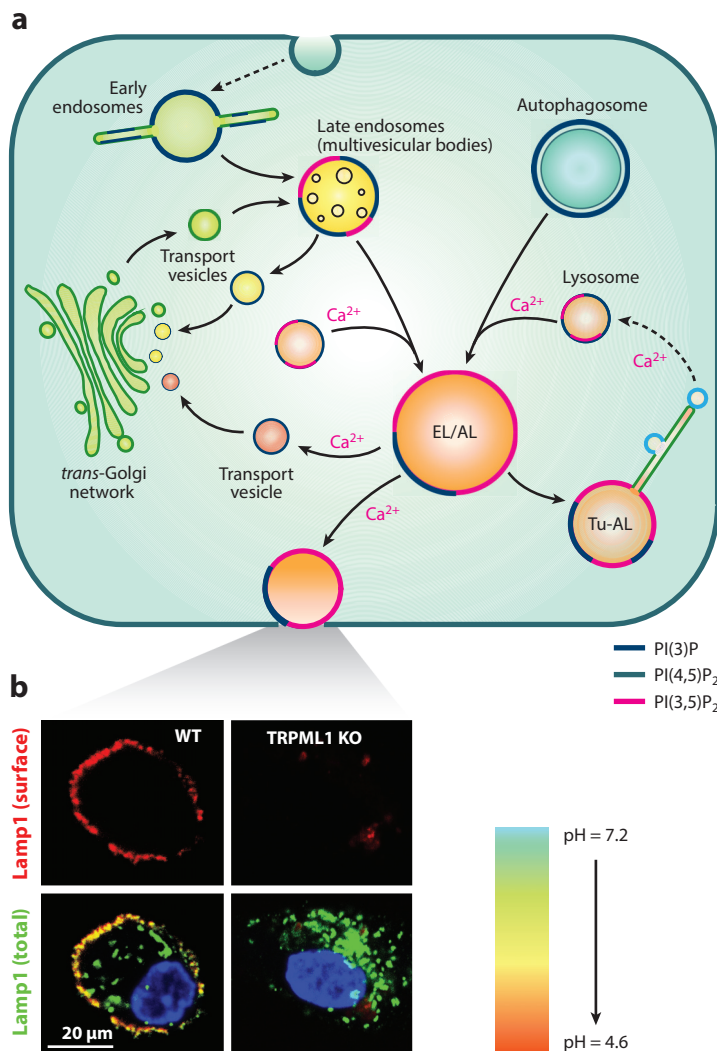 a
Early
endosomes
Late endosomes
(multivesicular bodies)
Autophagosome
Transport
vesicles
Lysosome
Ca2+
Ca2+
Ca2+
EL/AL
Ca2+
trans-Golgi
network
Transport
vesicle
Ca2+
Tu-AL
PI(3)P
PI(4,5)P2
PI(3,5)P2
b
WT
TRPML1 KO
Lamp1 (surface)
Lamp1 (total)
20 µm
pH = 7.2
pH = 4.6